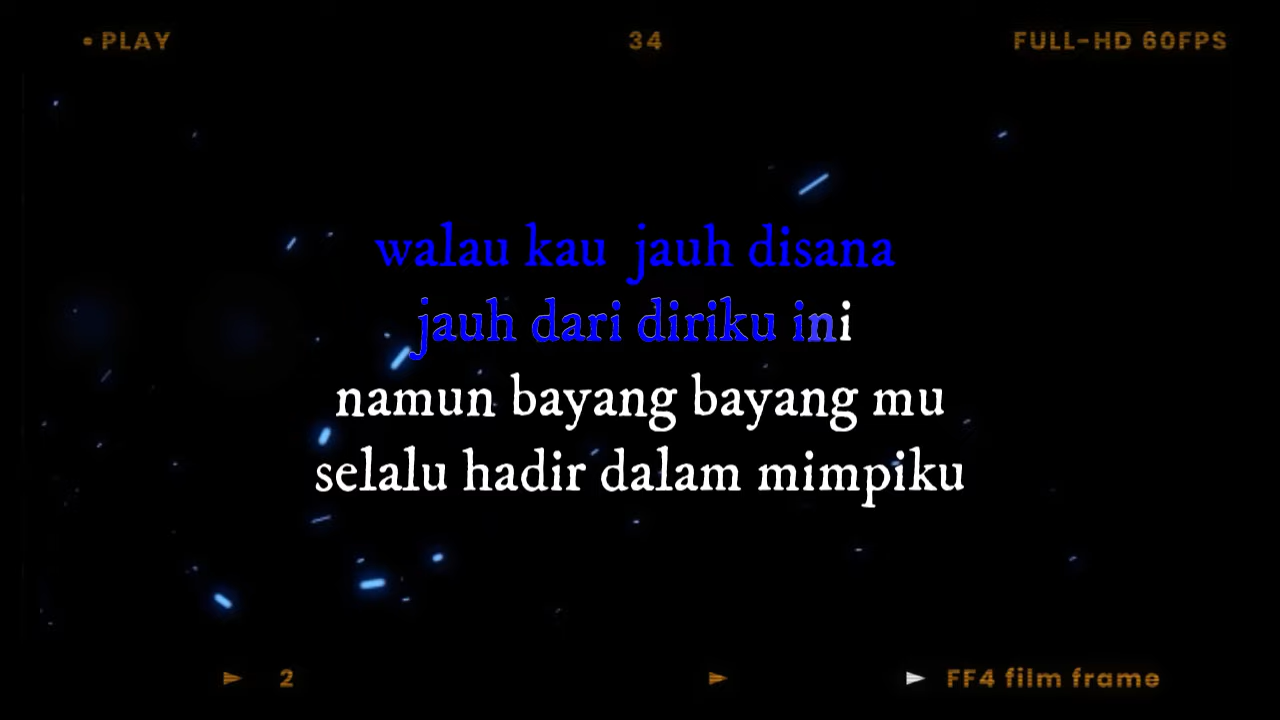 • PLAY
34
FULL-HD 60FPS
walau kau jauh disana
jauh dari diriku ini
namun bayang bayang mu
selalu hadir dalam mimpiku
2
FF4 film frame